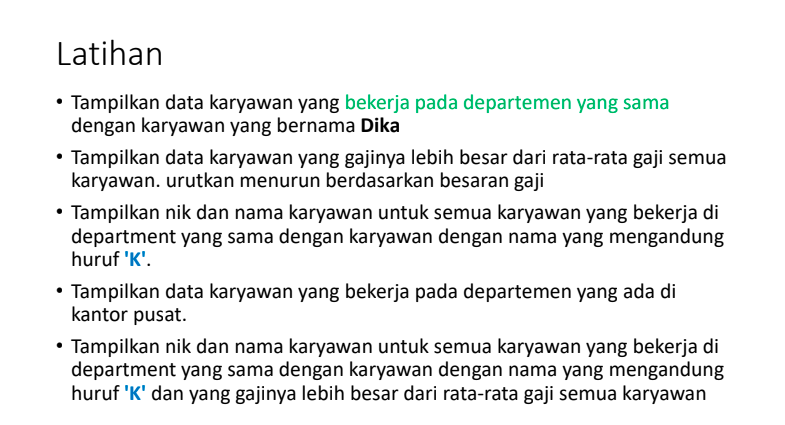 Latihan
• Tampilkan data karyawan yang bekerja pada departemen yang sama
dengan karyawan yang bernama Dika
• Tampilkan data karyawan yang gajinya lebih besar dari rata-rata gaji semua
karyawan. urutkan menurun berdasarkan besaran gaji
• Tampilkan nik dan nama karyawan untuk semua karyawan yang bekerja di
department yang sama dengan karyawan dengan nama yang mengandung
huruf 'K'.
• Tampilkan data karyawan yang bekerja pada departemen yang ada di
kantor pusat.
• Tampilkan nik dan nama karyawan untuk semua karyawan yang bekerja di
department yang sama dengan karyawan dengan nama yang mengandung
huruf 'K' dan yang gajinya lebih besar dari rata-rata gaji semua karyawan